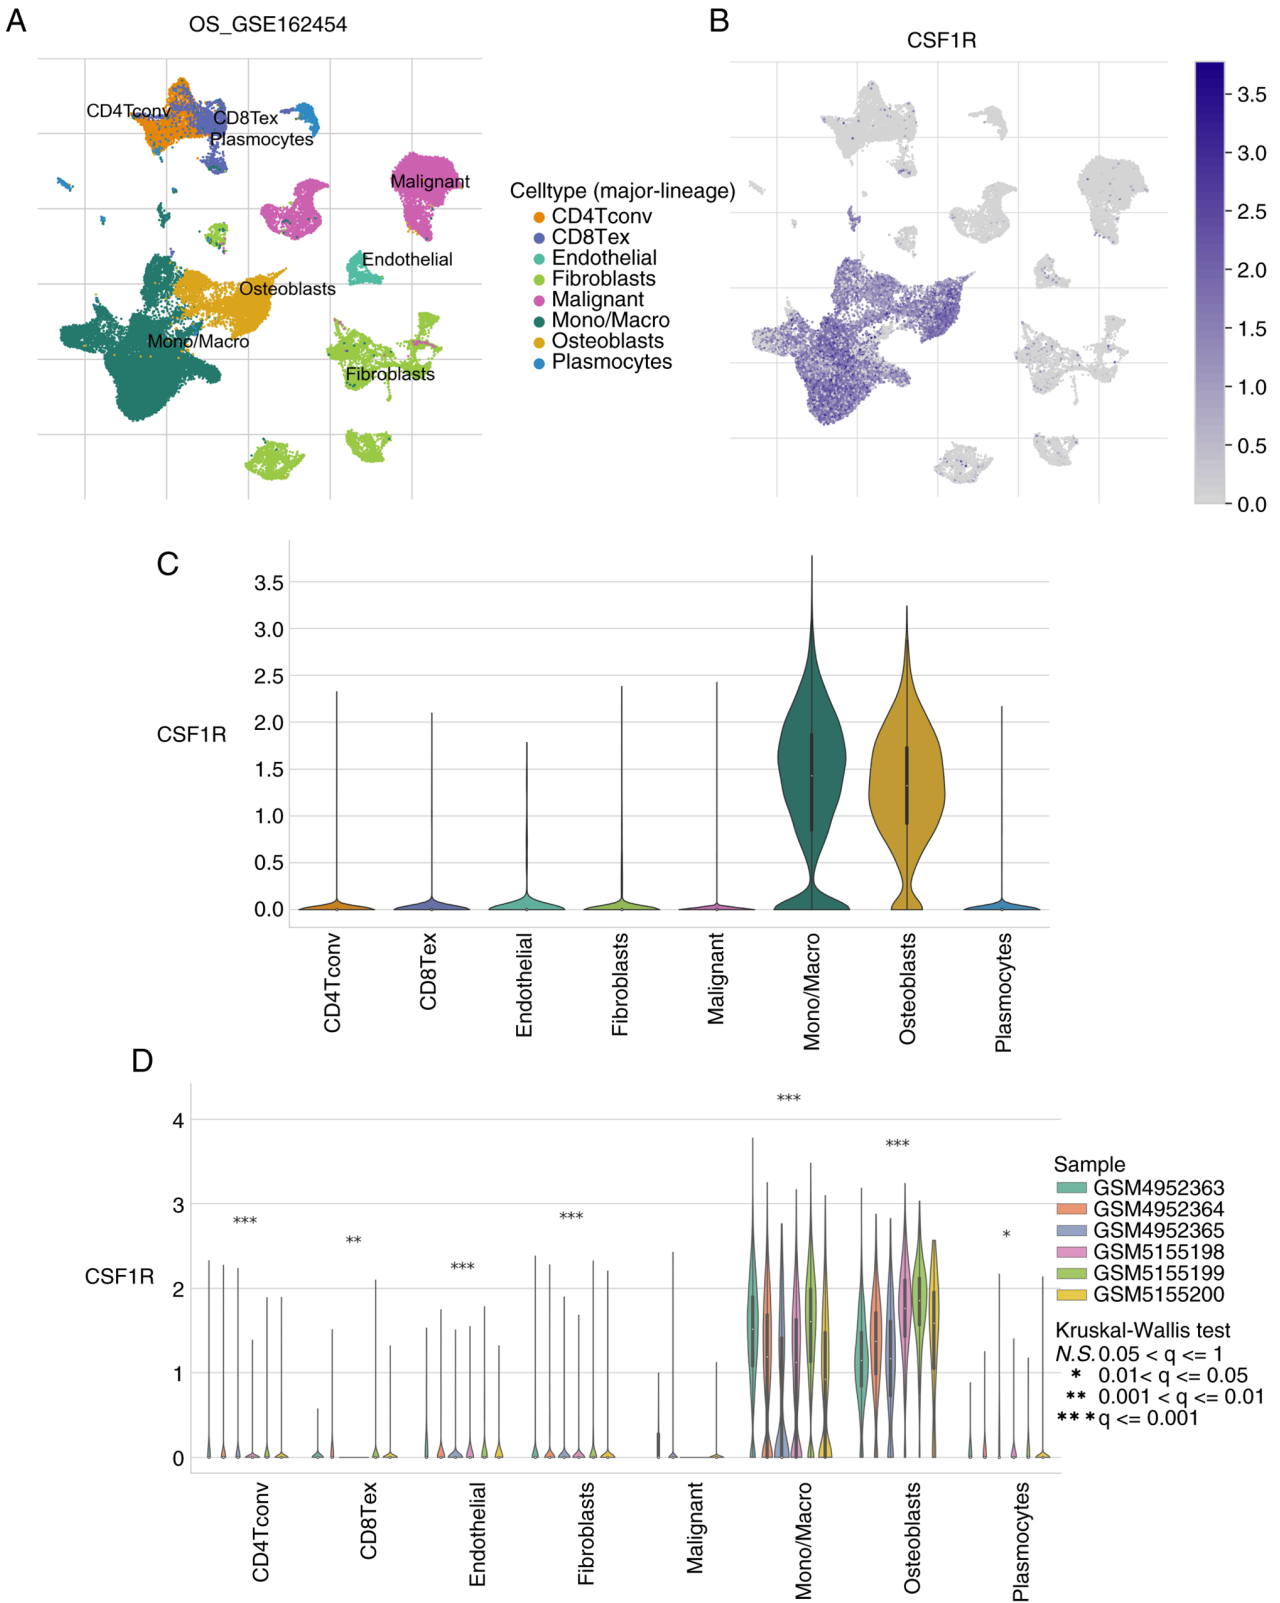 A
OS_GSE162454
CD4Tconv
CD8Tex
Plasmocytes
Malignant
Endothelial
Osteoblasts
Mono/Macro
Fibroblasts
Celltype (major-lineage)
CD4Tconv
CD8Tex
Endothelial
Fibroblasts
Malignant
Mono/Macro
Osteoblasts
Plasmocytes
B
CSF1R
3.5
3.0
2.5
2.0
1.5
1.0
0.5
0.0
C
CSF1R
3.5
3.0
2.5
2.0
1.5
1.0
0.5
0.0
CD4Tconv
CD8Tex
Endothelial
Fibroblasts
Malignant
Mono/Macro
Osteoblasts
Plasmocytes
D
CSF1R
4
3
2
1
0
***
**
***
***
***
***
*
CD4Tconv
CD8Tex
Endothelial
Fibroblasts
Malignant
Mono/Macro
Osteoblasts
Plasmocytes
Sample
GSM4952363
GSM4952364
GSM4952365
GSM5155198
GSM5155199
GSM5155200
Kruskal-Wallis test
N.S. 0.05 < q <= 1
* 0.01< q <= 0.05
** 0.001 < q <= 0.01
*** q <= 0.001